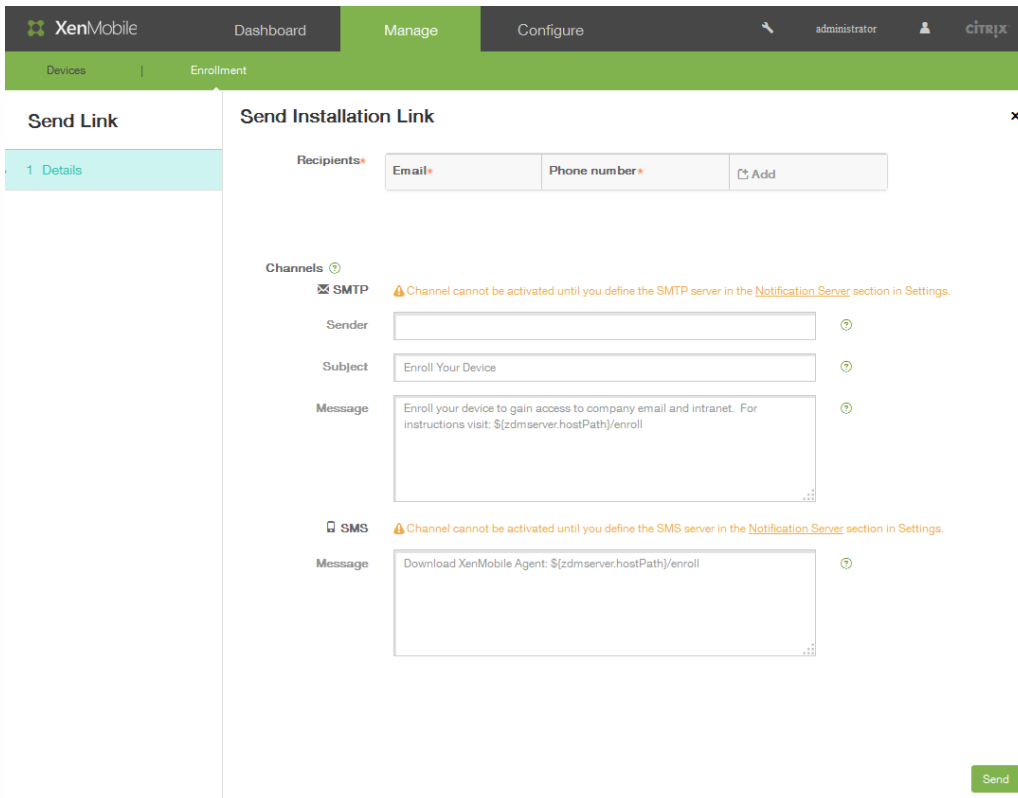 XenMobile Dashboard Manage Configure administrator CİTRIX
Devices | Enrollment
Send Link
1 Details
Send Installation Link
Recipients* Email* Phone number* Add
Channels ?
SMTP Channel cannot be activated until you define the SMTP server in the Notification Server section in Settings.
Sender ?
Subject Enroll Your Device ?
Message Enroll your device to gain access to company email and intranet. For ?
instructions visit: ${zdmserver.hostPath}/enroll
SMS Channel cannot be activated until you define the SMS server in the Notification Server section in Settings.
Message Download XenMobile Agent: ${zdmserver.hostPath}/enroll ?
Send